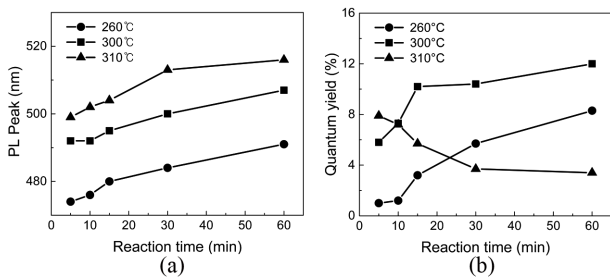 260℃
300℃
310℃
PL Peak (nm)
520
500
480
0 10 20 30 40 50 60
Reaction time (min)
(a)
260°C
300°C
310°C
Quantum yield (%)
16
12
8
4
0
0 10 20 30 40 50 60
Reaction time (min)
(b)